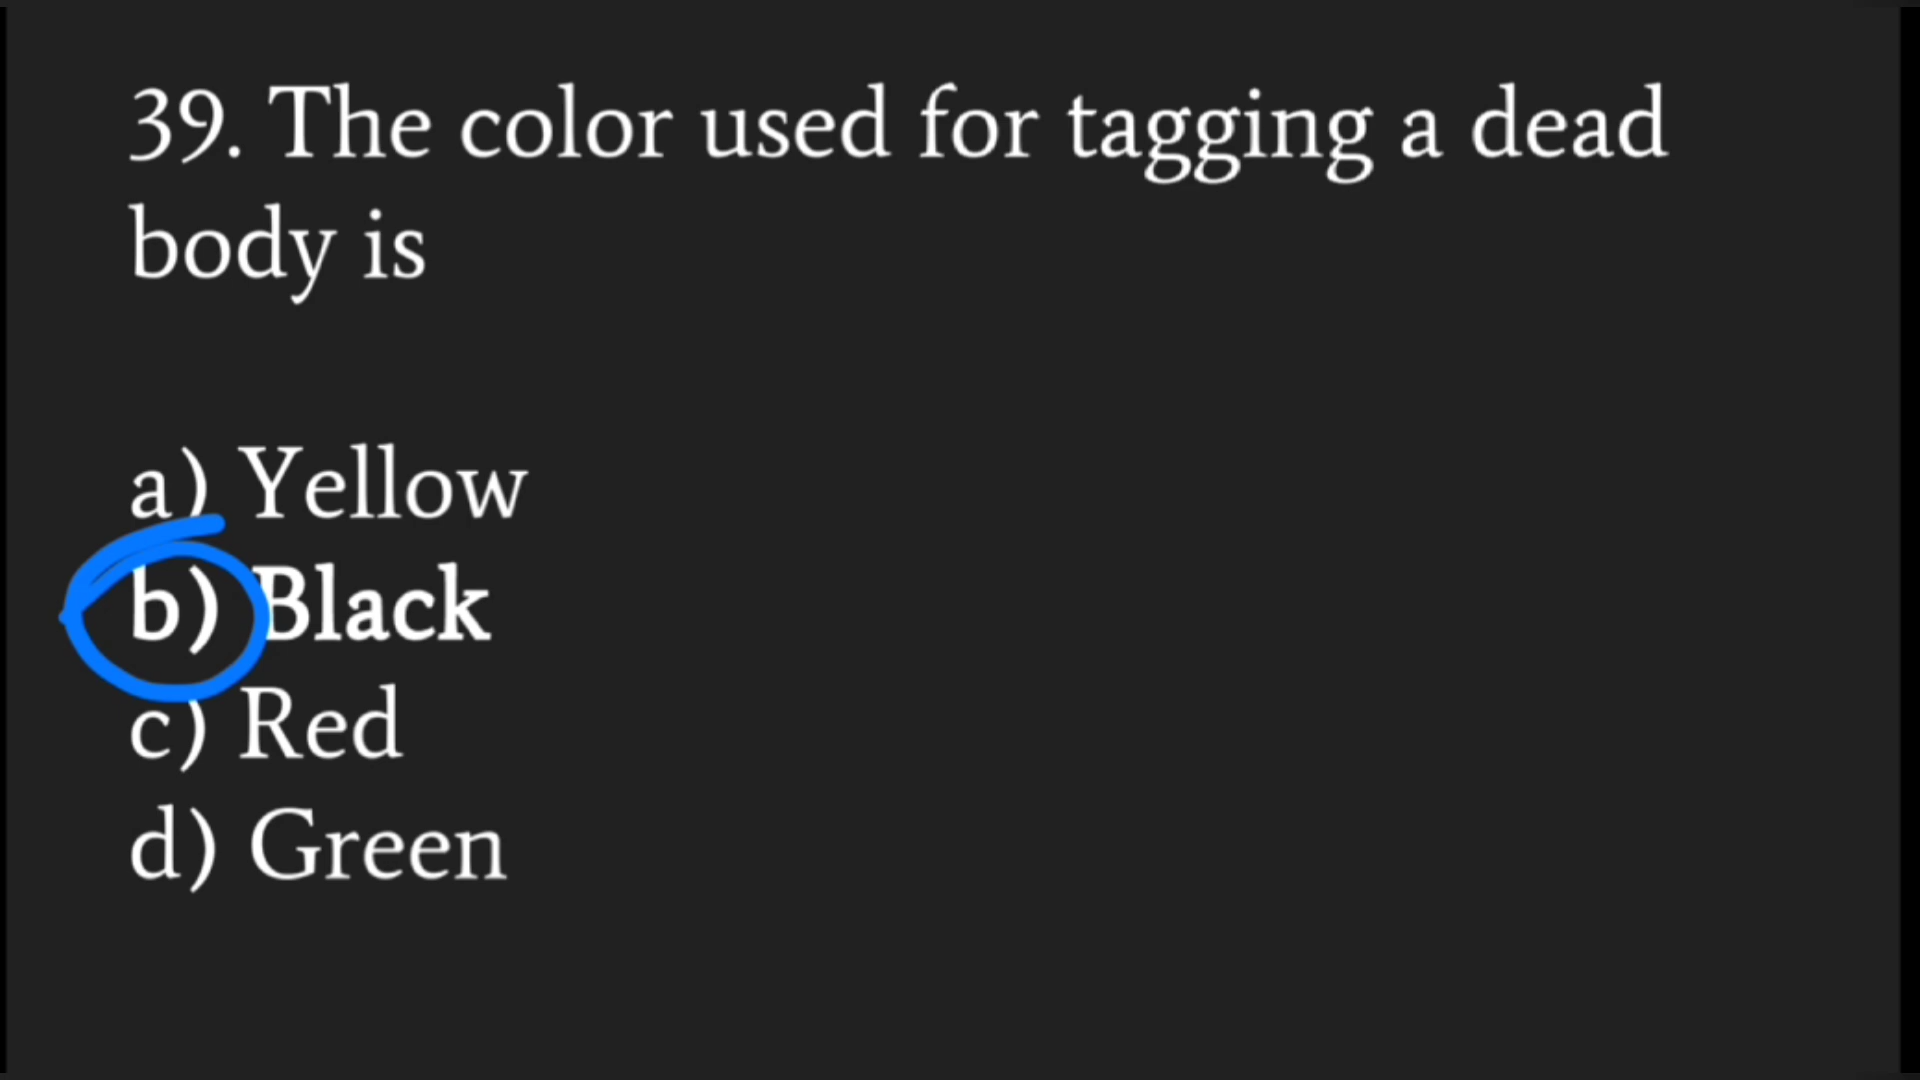 39. The color used for tagging a dead
body is
a) Yellow
b) Black
c) Red
d) Green